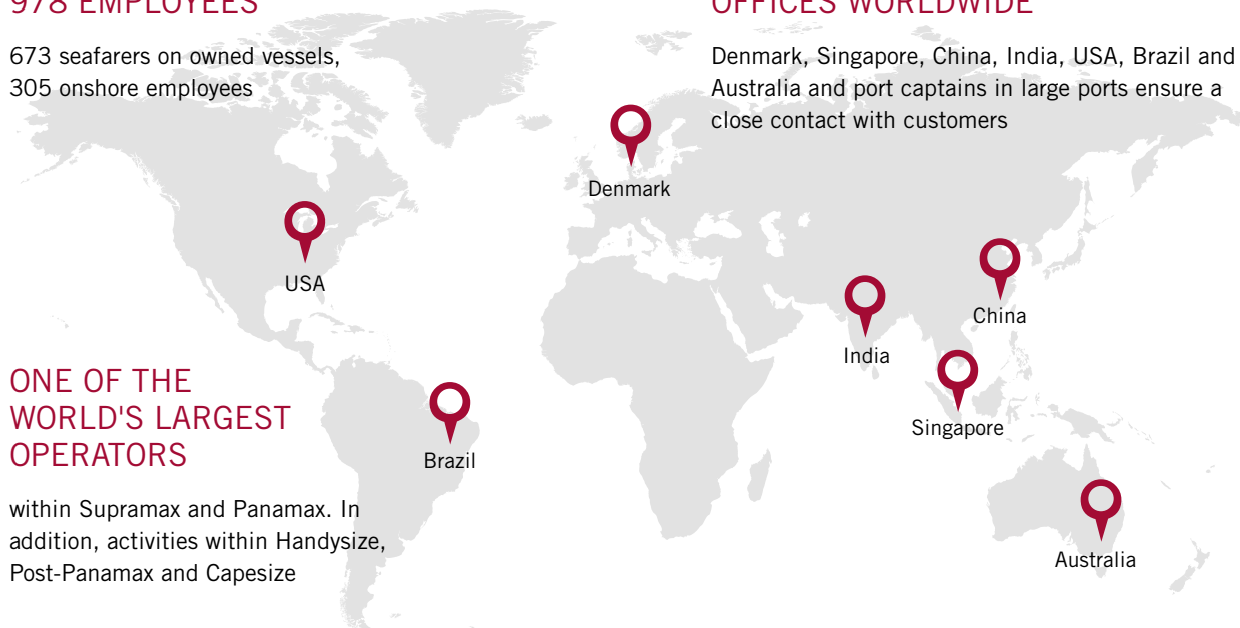 978 EMPLOYEES
673 seafarers on owned vessels,
305 onshore employees
OFFICES WORLDWIDE
Denmark, Singapore, China, India, USA, Brazil and
Australia and port captains in large ports ensure a
close contact with customers
Denmark
USA
China
India
Singapore
Brazil
Australia
ONE OF THE
WORLD'S LARGEST
OPERATORS
within Supramax and Panamax. In
addition, activities within Handysize,
Post-Panamax and Capesize